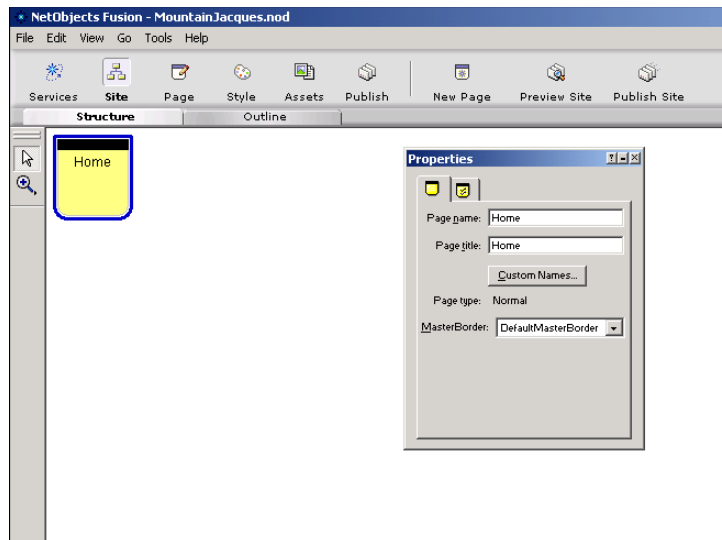 NetObjects Fusion - MountainJacques.nod
File Edit View Go Tools Help
Services Site Page Style Assets Publish New Page Preview Site Publish Site
Structure Outline
Home
Properties
Page name: Home
Page title: Home
Custom Names...
Page type: Normal
MasterBorder: DefaultMasterBorder